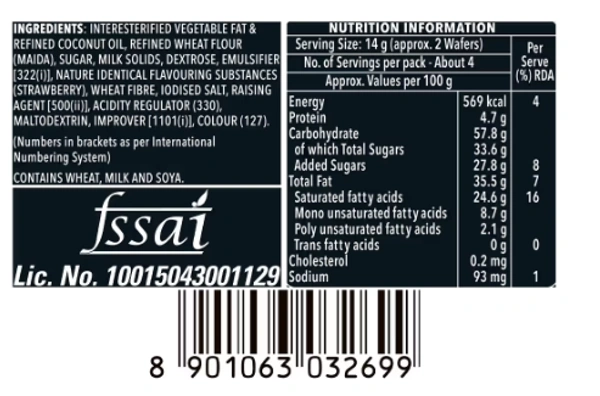 INGREDIENTS: INTERESTERIFIED VEGETABLE FAT &
REFINED COCONUT OIL, REFINED WHEAT FLOUR
(MAIDA), SUGAR, MILK SOLIDS, DEXTROSE, EMULSIFIER
[322(i)], NATURE IDENTICAL FLAVOURING SUBSTANCES
(STRAWBERRY), WHEAT FIBRE, IODISED SALT, RAISING
AGENT [500(ii)], ACIDITY REGULATOR (330),
MALTODEXTRIN, IMPROVER [1101(i)], COLOUR (127).
(Numbers in brackets as per International
Numbering System)
CONTAINS WHEAT, MILK AND SOYA.
fssai
Lic. No. 10015043001129
NUTRITION INFORMATION
Serving Size: 14 g (approx. 2 Wafers)
No. of Servings per pack - About 4
Approx. Values per 100 g
Per
Serve
(%) RDA
Energy 569 kcal 4
Protein 4.7 g
Carbohydrate 57.8 g
of which Total Sugars 33.6 g
Added Sugars 27.8 g 8
Total Fat 35.5 g 7
Saturated fatty acids 24.6 g 16
Mono unsaturated fatty acids 8.7 g
Poly unsaturated fatty acids 2.1 g
Trans fatty acids 0 g 0
Cholesterol 0.2 mg
Sodium 93 mg 1
8 901063 032699